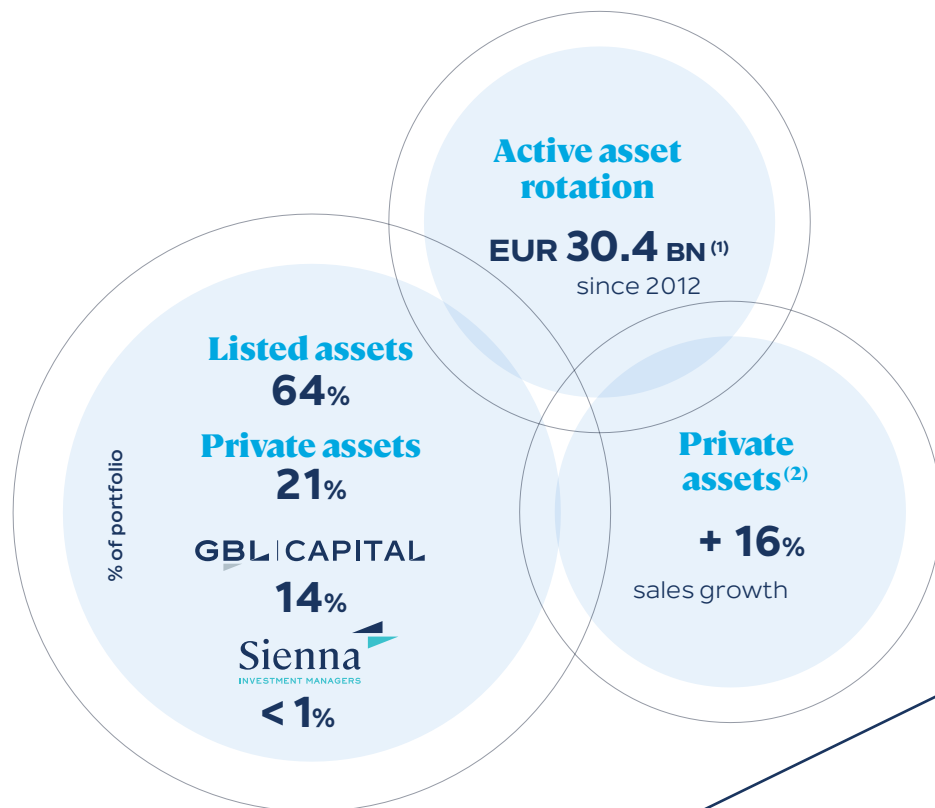 Active asset
rotation
EUR 30.4 BN (1)
since 2012
% of portfolio
Listed assets
64%
Private assets
21%
GBL CAPITAL
14%
Sienna
INVESTMENT MANAGERS
< 1%
Private
assets (2)
+ 16%
sales growth